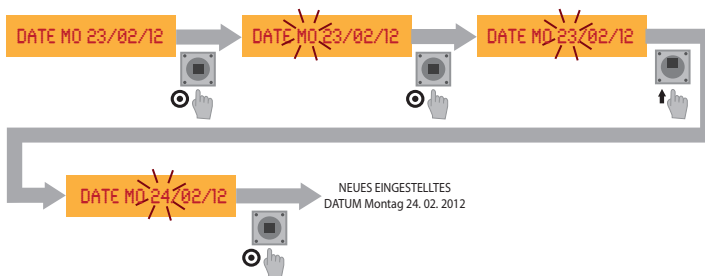 DATE MO 23/02/12
DATE MO 23/02/12
DATE MO 23/02/12
DATE MO 24/02/12
NEUES EINGESTELLTES
DATUM Montag 24. 02. 2012